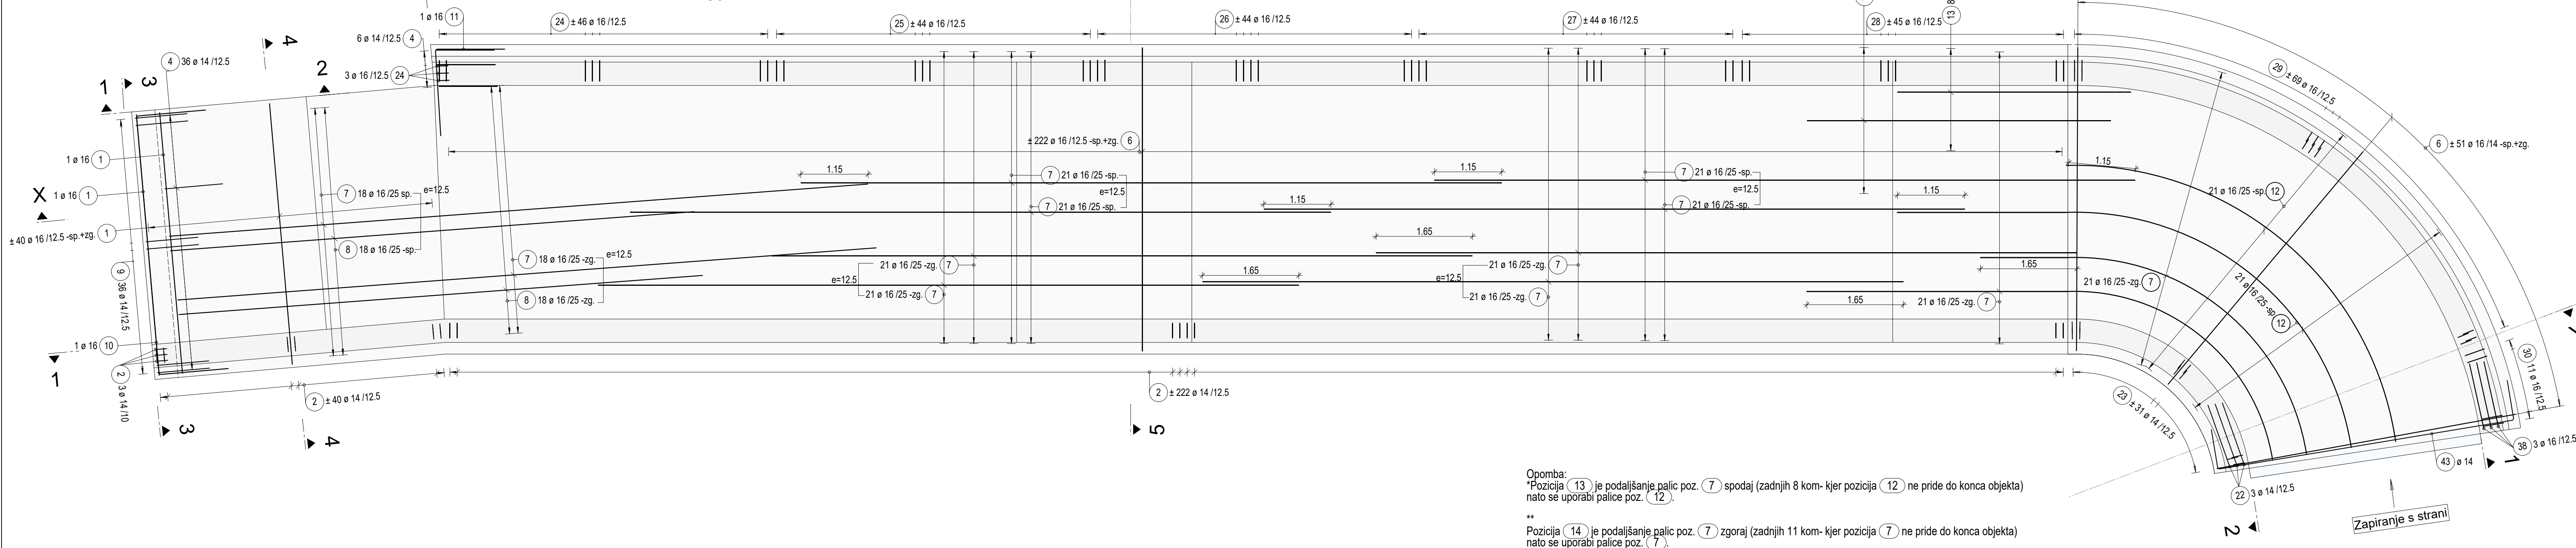 1 ø 16 11
24 ± 46 ø 16 /12.5
25 ± 44 ø 16 /12.5
26 ± 44 ø 16 /12.5
27 ± 44 ø 16 /12.5
28 ± 45 ø 16 /12.5
13
6 ø 14 /12.5 4
4
4 36 ø 14 /12.5
2
3 ø 16 /12.5 24
1
3
29 ± 69 ø 16 /12.5
± 222 ø 16 /12.5 -sp.+zg. 6
6 ± 51 ø 16 /14 -sp.+zg.
1 ø 16 1
X 1 ø 16 1
7 18 ø 16 /25 sp.
e=12.5
8 18 ø 16 /25 -sp.
± 40 ø 16 /12.5 -sp.+zg. 1
1.15
7 21 ø 16 /25 -sp.
e=12.5
7 21 ø 16 /25 -sp.
1.15
1.15
7 21 ø 16 /25 -sp.
e=12.5
7 21 ø 16 /25 -sp.
1.15
1.15
21 ø 16 /25 -sp. 12
9 36 ø 14 /12.5
7 18 ø 16 /25 -zg.
e=12.5
8 18 ø 16 /25 -zg.
21 ø 16 /25 -zg. 7
e=12.5
21 ø 16 /25 -zg. 7
1.65
1.65
21 ø 16 /25 -zg. 7
e=12.5
21 ø 16 /25 -zg. 7
1.65
1.65
21 ø 16 /25 -zg. 7
21 ø 16 /25 -zg. 7
21 ø 16 /25 -sp. 12
1 ø 16 10
1
2 3 ø 14 /10
2 ± 40 ø 14 /12.5
2 ± 222 ø 14 /12.5
23 ± 31 ø 14 /12.5
30 11 ø 16 /12.5
1
3
4
5
38 3 ø 16 /12.5
43 ø 14
1
22 3 ø 14 /12.5
2
Zapiranje s strani
Opomba:
*Pozicija 13 je podaljšanje palic poz. 7 spodaj (zadnjih 8 kom- kjer pozicija 12 ne pride do konca objekta)
nato se uporabi palice poz. 12.
**
Pozicija 14 je podaljšanje palic poz. 7 zgoraj (zadnjih 11 kom- kjer pozicija 7 ne pride do konca objekta)
nato se uporabi palice poz. 7.